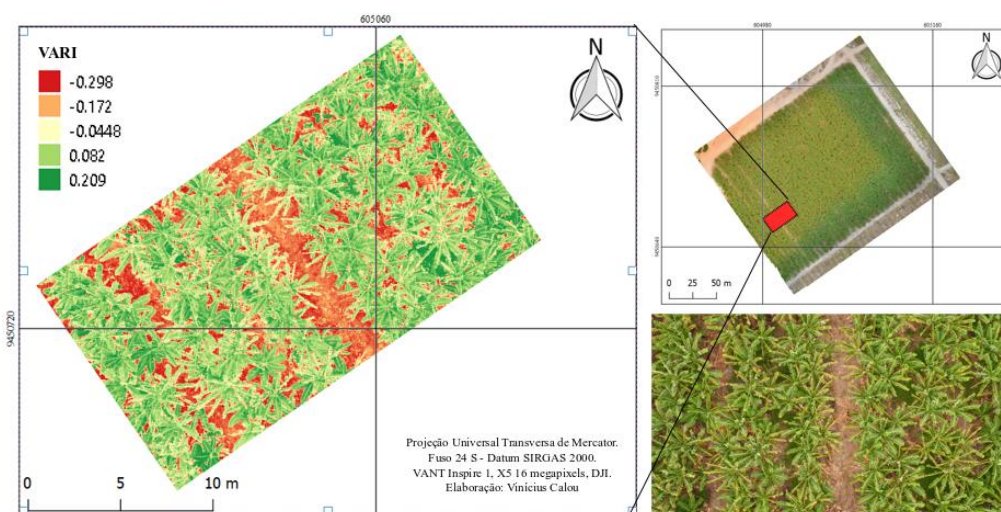 605060
VARI
-0.298
-0.172
-0.0448
0.082
0.209
N
9450720
0
5
10 m
Projeção Universal Transversa de Mercator.
Fuso 24 S - Datum SIRGAS 2000.
VANT Inspire 1, X5 16 megapixels, DJI.
Elaboração: Vinícius Calou
N
0 25 50 m